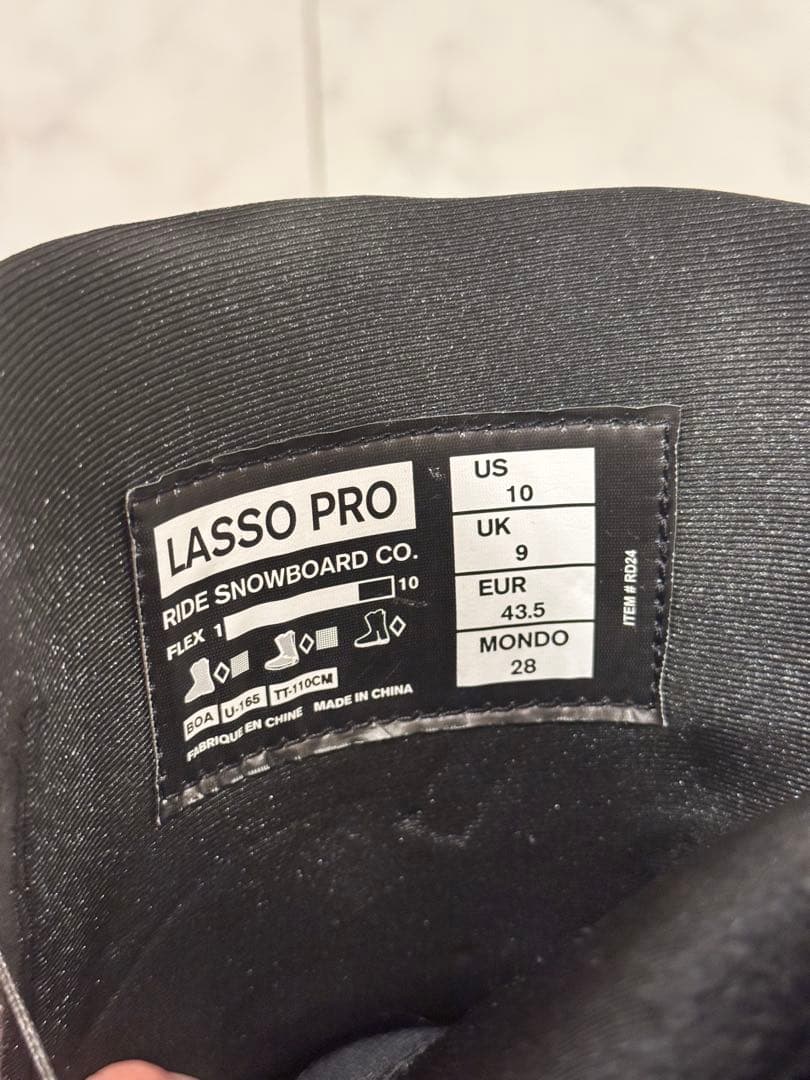 LASSO PRO
RIDE SNOWBOARD CO.
FLEX 1 10
BOA U-165 TT-110CM
FABRIQUE EN CHINE MADE IN CHINA
US
10
UK
9
EUR
43.5
MONDO
28
ITEM # RD24